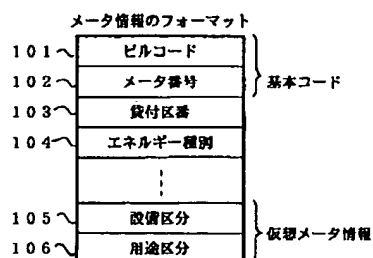 メータ情報のフォーマット
101 ビルコード
102 メータ番号
基本コード
103 貸付区番
104 エネルギー種別
105 改借区分
仮想メータ情報
106 用途区分